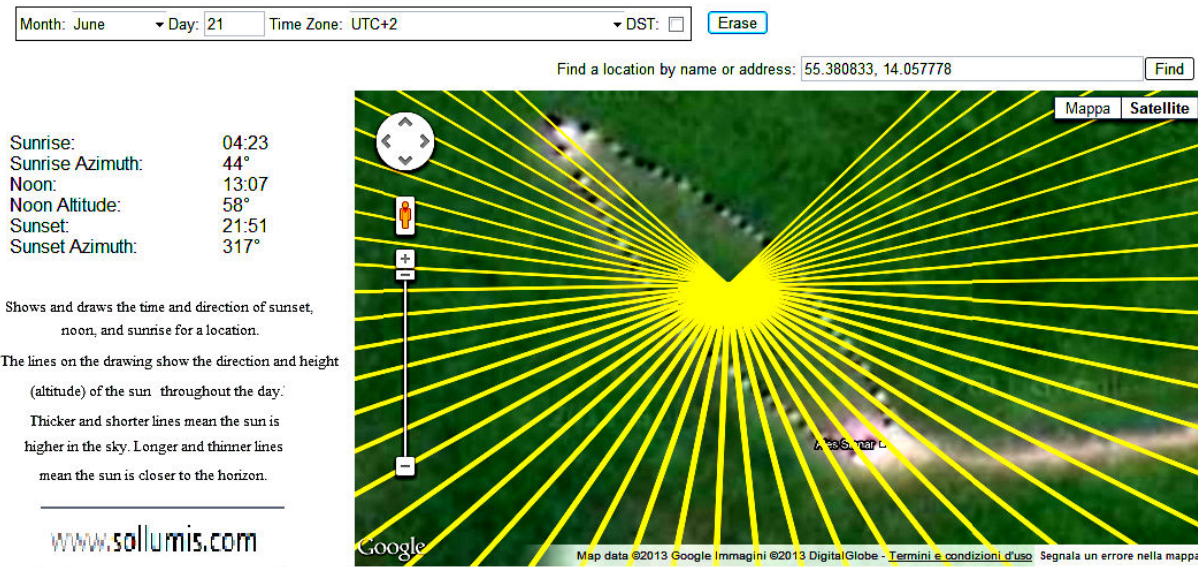 Month: June Day: 21 Time Zone: UTC+2 DST: Erase
Find a location by name or address: 55.380833, 14.057778 Find
Mappa Satellite
Sunrise: 04:23
Sunrise Azimuth: 44°
Noon: 13:07
Noon Altitude: 58°
Sunset: 21:51
Sunset Azimuth: 317°
Shows and draws the time and direction of sunset,
noon, and sunrise for a location.
The lines on the drawing show the direction and height
(altitude) of the sun throughout the day.
Thicker and shorter lines mean the sun is
higher in the sky. Longer and thinner lines
mean the sun is closer to the horizon.
www.sollumis.com
Ales Stenar
Google
Map data ©2013 Google Immagini ©2013 DigitalGlobe - Termini e condizioni d'uso Segnala un errore nella mappa